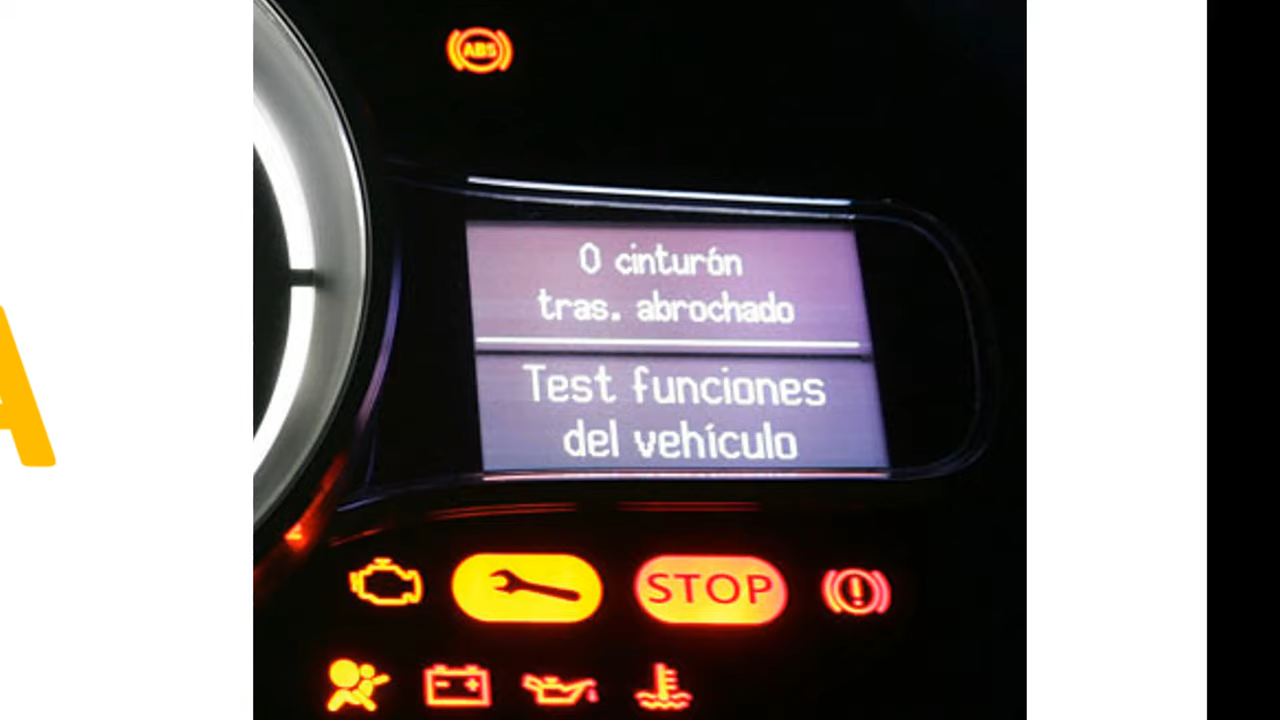 ABS
0 cinturón
tras. abrochado
Test funciones
del vehículo
STOP
A